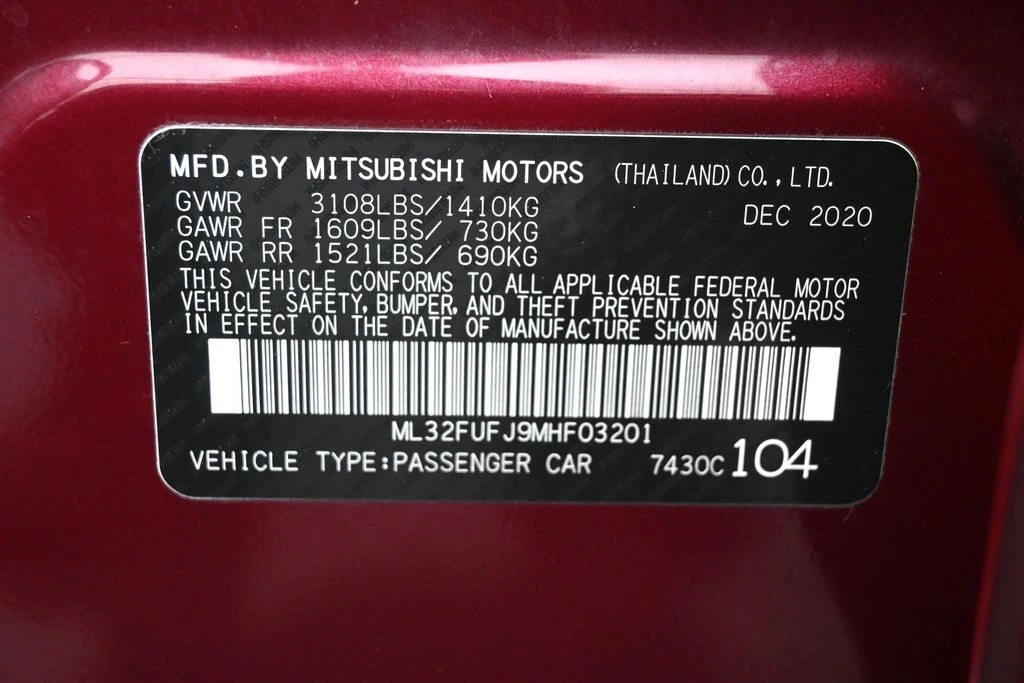 MFD.BY MITSUBISHI MOTORS (THAILAND) CO., LTD.
GVWR 3108LBS/1410KG DEC 2020
GAWR FR 1609LBS/ 730KG
GAWR RR 1521LBS/ 690KG
THIS VEHICLE CONFORMS TO ALL APPLICABLE FEDERAL MOTOR
VEHICLE SAFETY, BUMPER, AND THEFT PREVENTION STANDARDS
IN EFFECT ON THE DATE OF MANUFACTURE SHOWN ABOVE.
ML32FUFJ9MHF03201
VEHICLE TYPE:PASSENGER CAR 7430C 104